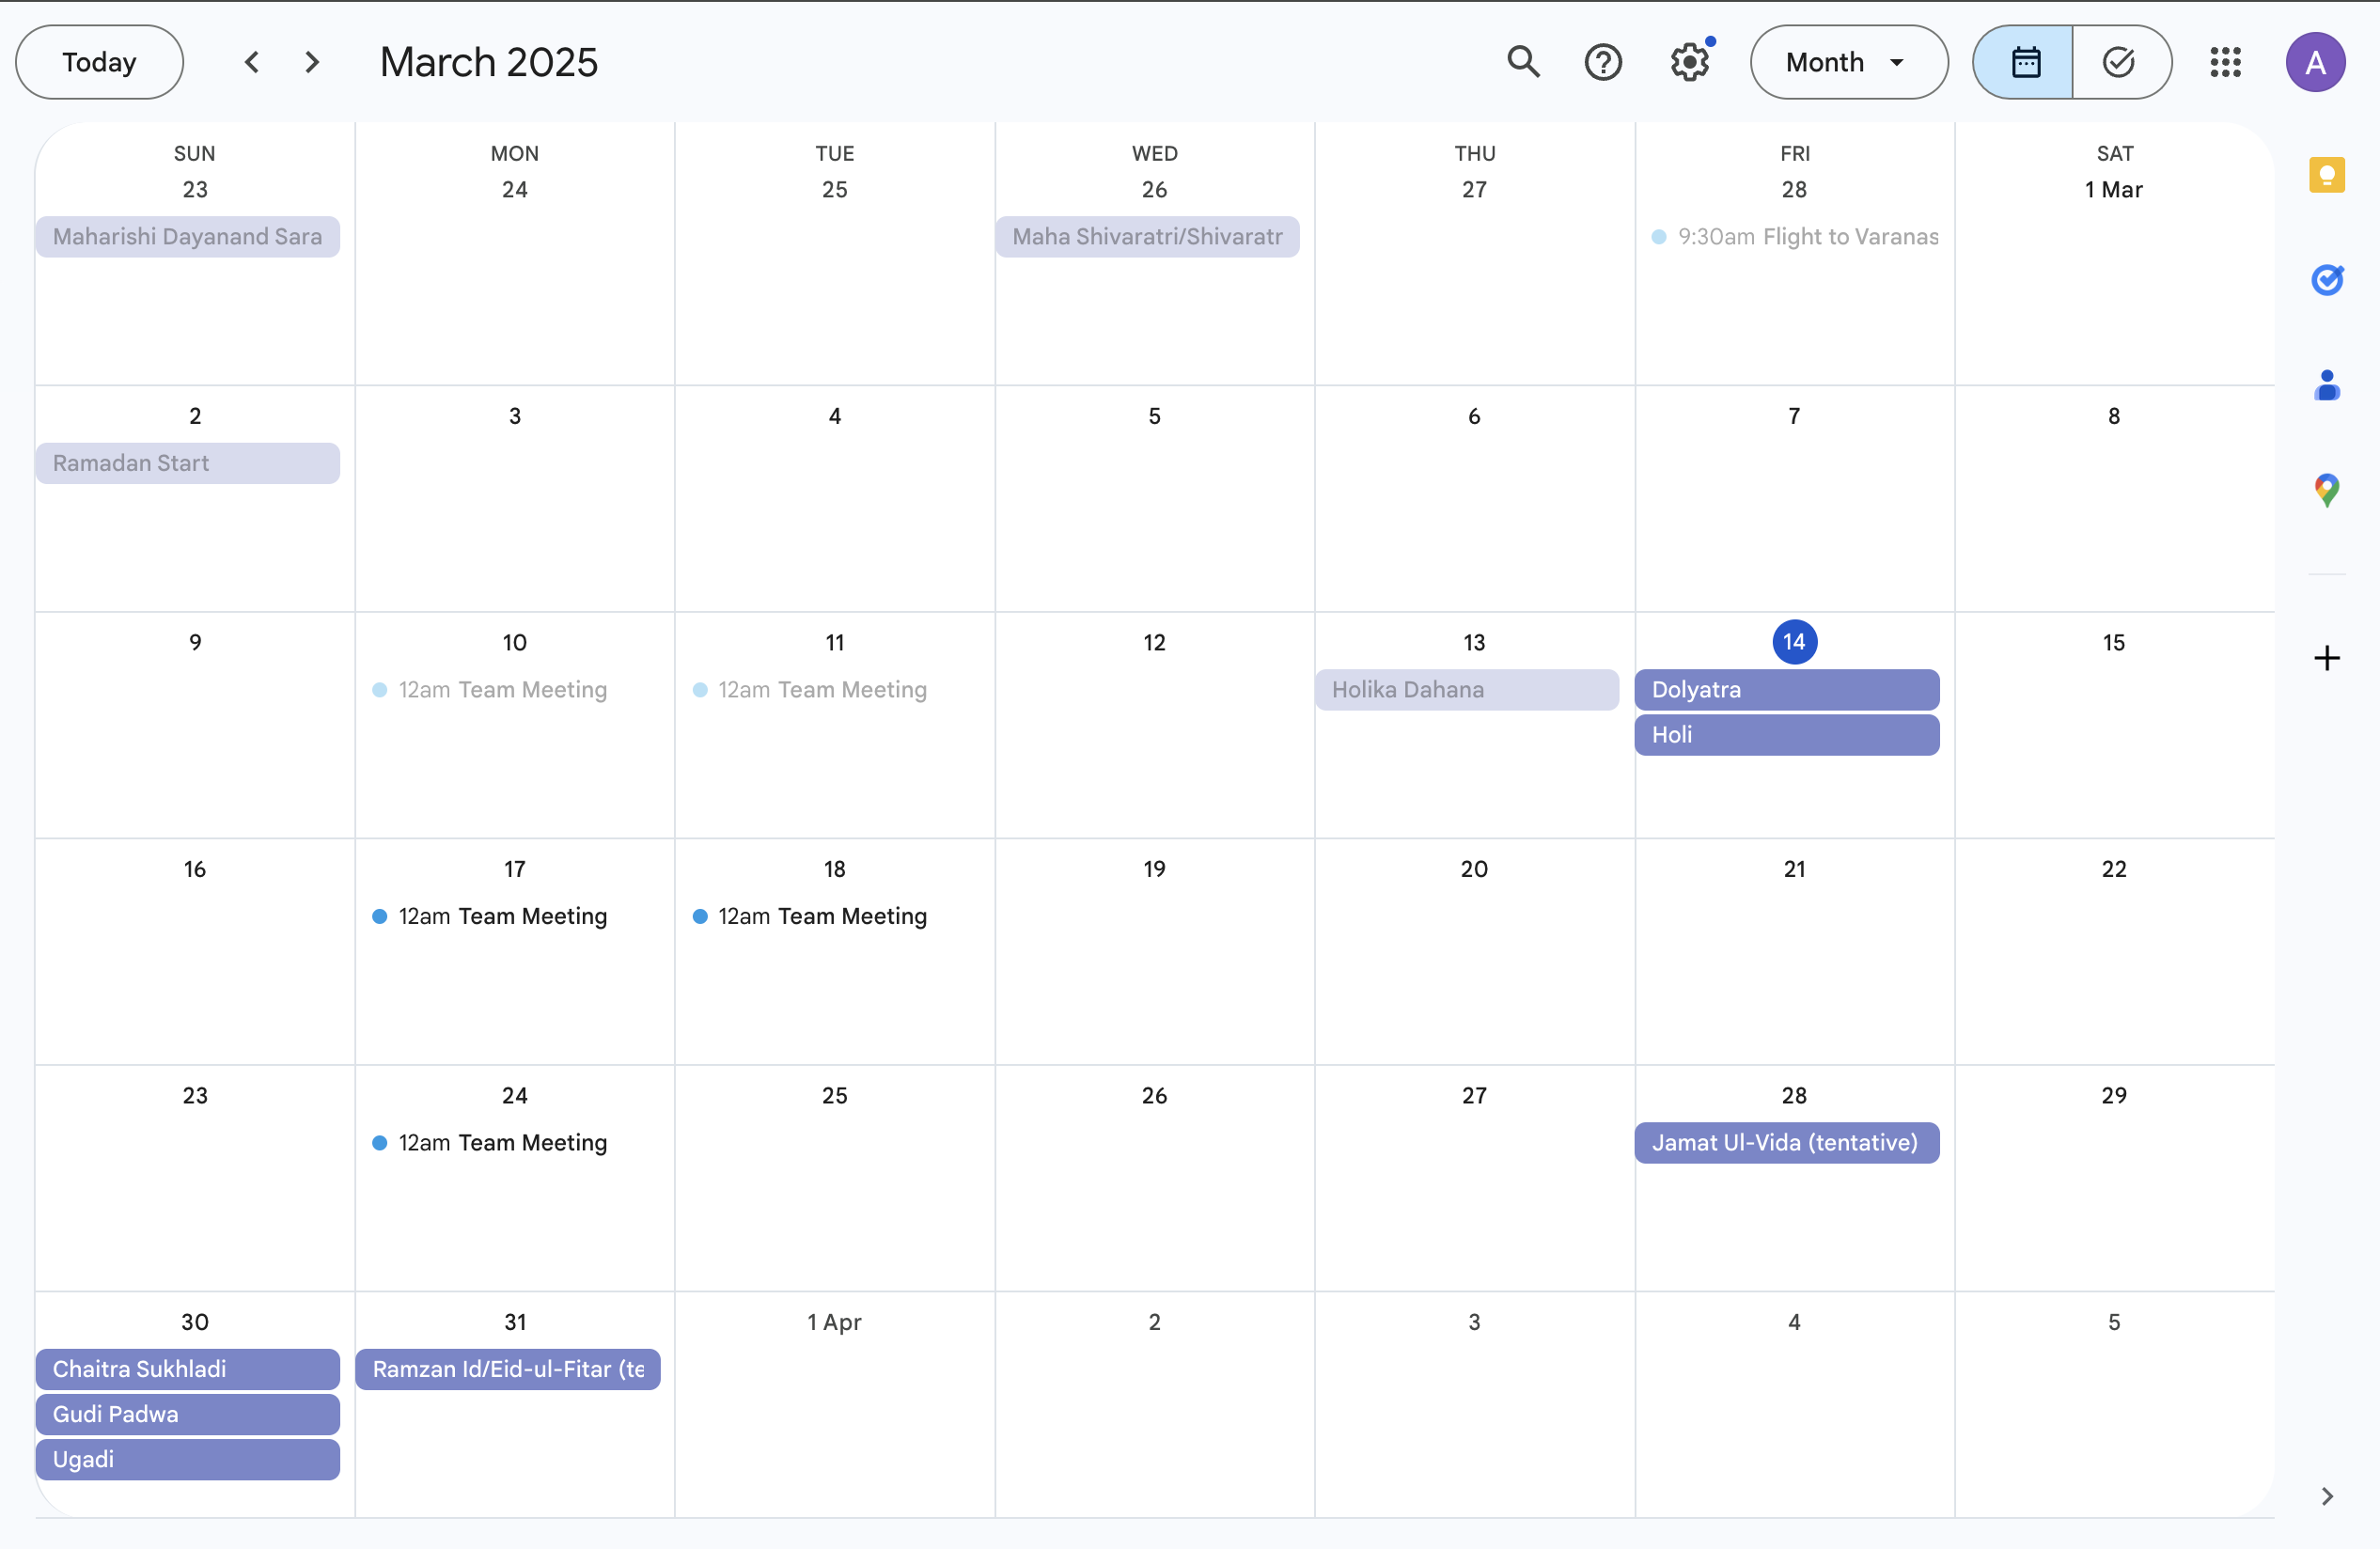 Today
March 2025
Month
A
SUN MON TUE WED THU FRI SAT
23 24 25 26 27 28 1 Mar
Maharishi Dayanand Sara
Maha Shivaratri/Shivaratr
9:30am Flight to Varanas
2 3 4 5 6 7 8
Ramadan Start
9 10 11 12 13 14 15
12am Team Meeting
12am Team Meeting
Holika Dahana
Dolyatra
Holi
16 17 18 19 20 21 22
12am Team Meeting
12am Team Meeting
23 24 25 26 27 28 29
12am Team Meeting
Jamat Ul-Vida (tentative)
30 31 1 Apr 2 3 4 5
Chaitra Sukhladi
Ramzan Id/Eid-ul-Fitar (te
Gudi Padwa
Ugadi